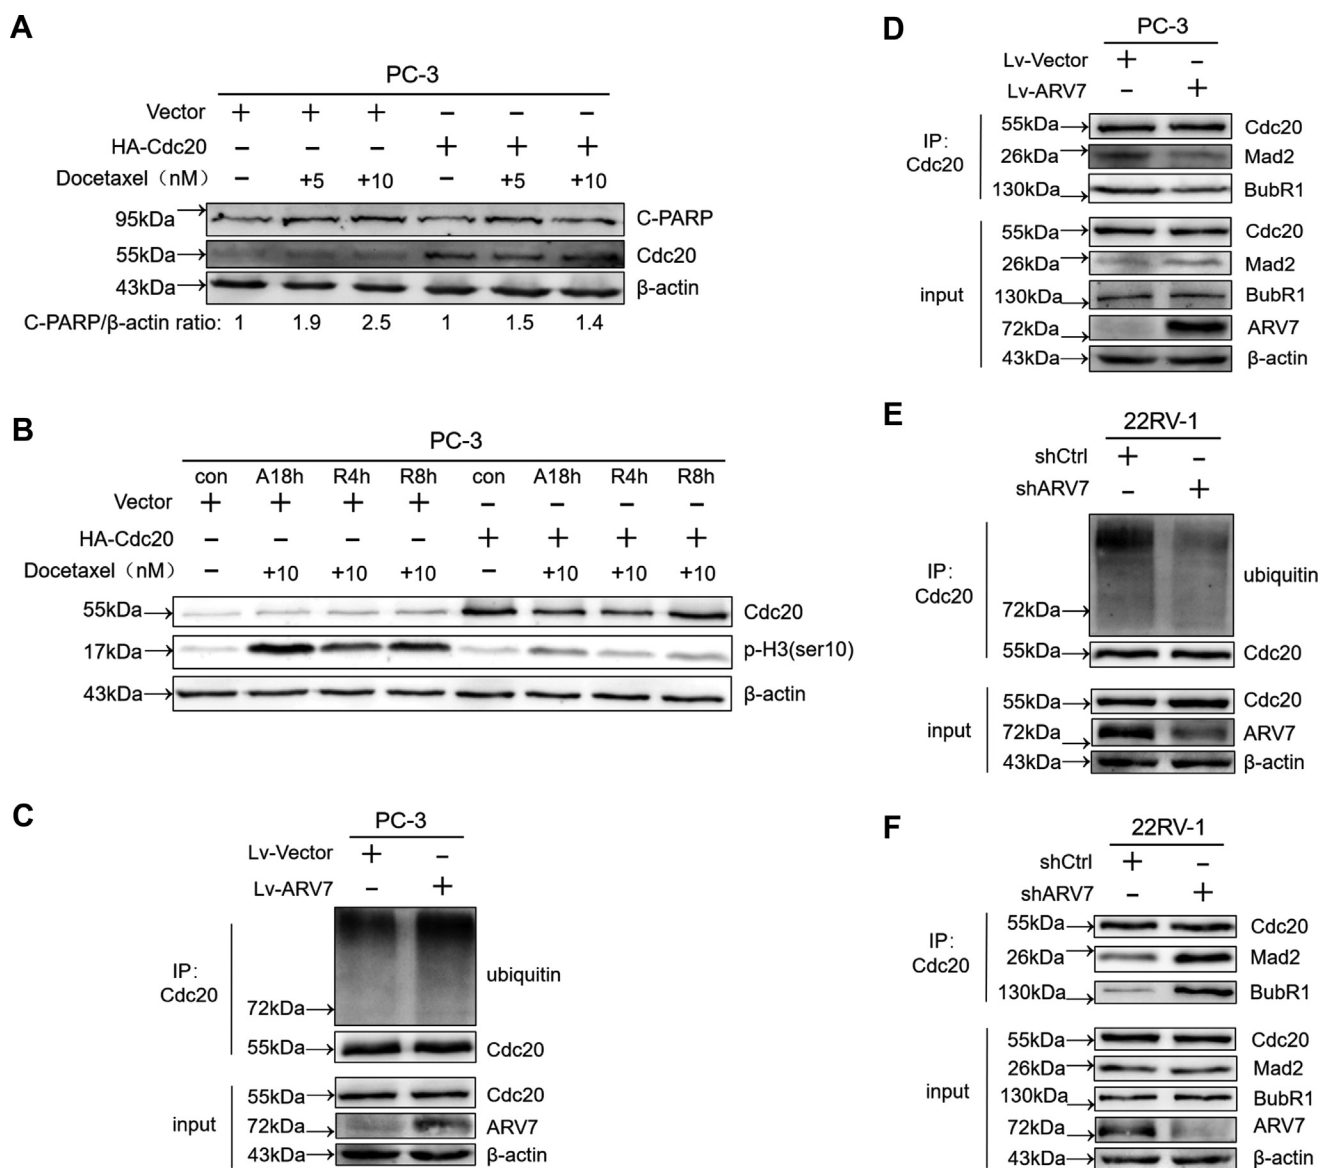 A
PC-3
Vector + + + – – –
HA-Cdc20 – – – + + +
Docetaxel（nM） – +5 +10 – +5 +10
95kDa→ C-PARP
55kDa→ Cdc20
43kDa→ β-actin
C-PARP/β-actin ratio: 1 1.9 2.5 1 1.5 1.4
B
PC-3
con A18h R4h R8h con A18h R4h R8h
Vector + + + + – – – –
HA-Cdc20 – – – – + + + +
Docetaxel（nM） – +10 +10 +10 – +10 +10 +10
55kDa→ Cdc20
17kDa→ p-H3(ser10)
43kDa→ β-actin
C
PC-3
Lv-Vector + –
Lv-ARV7 – +
IP:
Cdc20
ubiquitin
72kDa→
55kDa→ Cdc20
input
55kDa→ Cdc20
72kDa→ ARV7
43kDa→ β-actin
D
PC-3
Lv-Vector + –
Lv-ARV7 – +
IP:
Cdc20
55kDa→ Cdc20
26kDa→ Mad2
130kDa→ BubR1
input
55kDa→ Cdc20
26kDa→ Mad2
130kDa→ BubR1
72kDa→ ARV7
43kDa→ β-actin
E
22RV-1
shCtrl + –
shARV7 – +
IP:
Cdc20
ubiquitin
72kDa→
55kDa→ Cdc20
input
55kDa→ Cdc20
72kDa→ ARV7
43kDa→ β-actin
F
22RV-1
shCtrl + –
shARV7 – +
IP:
Cdc20
55kDa→ Cdc20
26kDa→ Mad2
130kDa→ BubR1
input
55kDa→ Cdc20
26kDa→ Mad2
130kDa→ BubR1
72kDa→ ARV7
43kDa→ β-actin